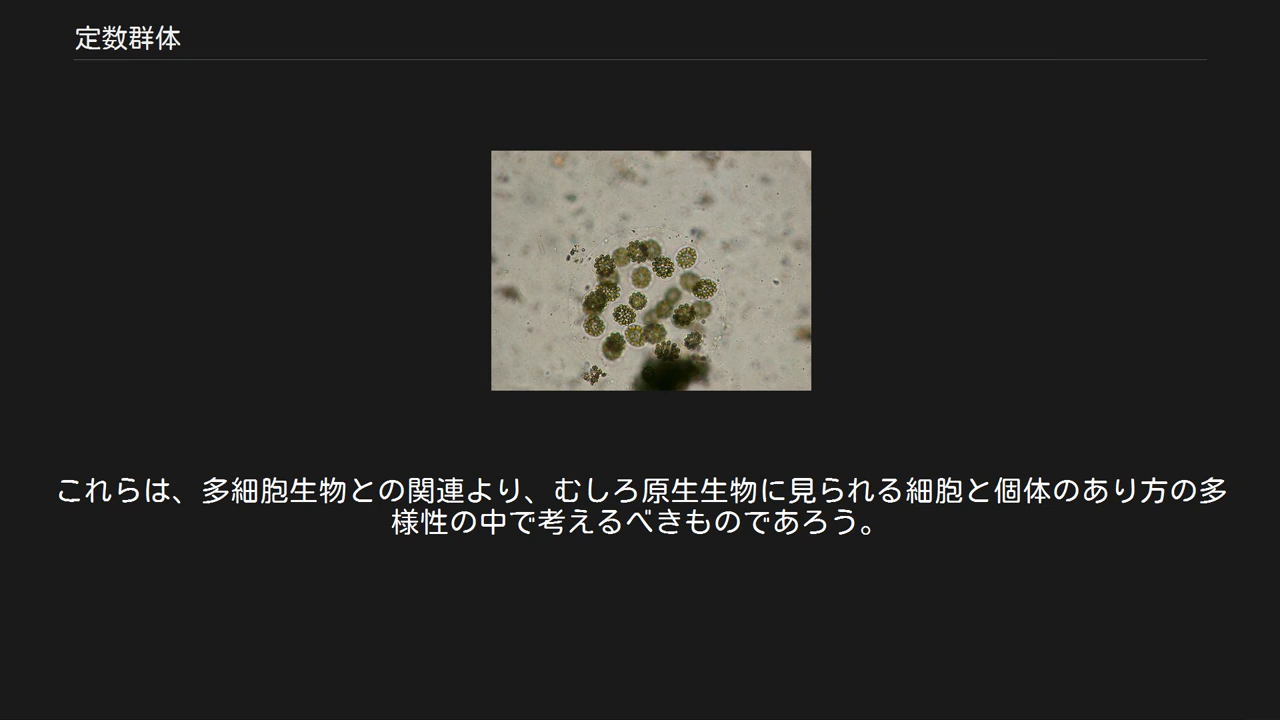 定数群体
これらは、多細胞生物との関連より、むしろ原生生物に見られる細胞と個体のあり方の多
様性の中で考えるべきものであろう。